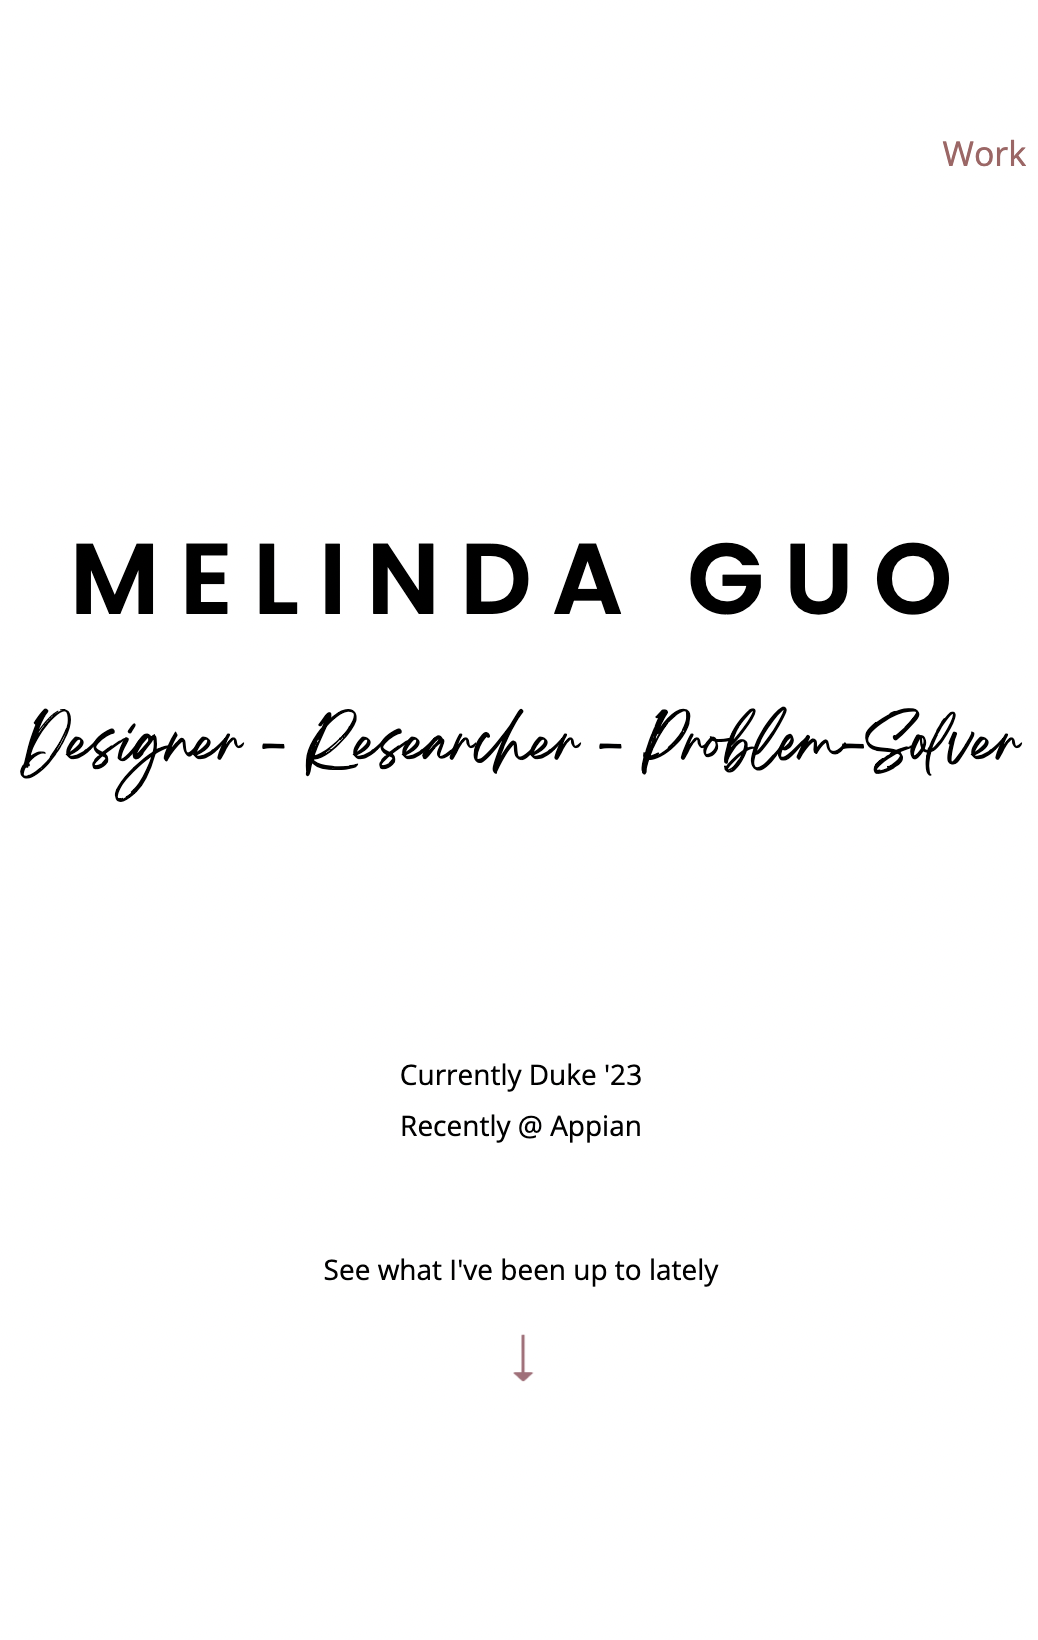 Work
MELINDA GUO
Designer - Researcher - Problem-Solver
Currently Duke '23
Recently @ Appian
See what I've been up to lately